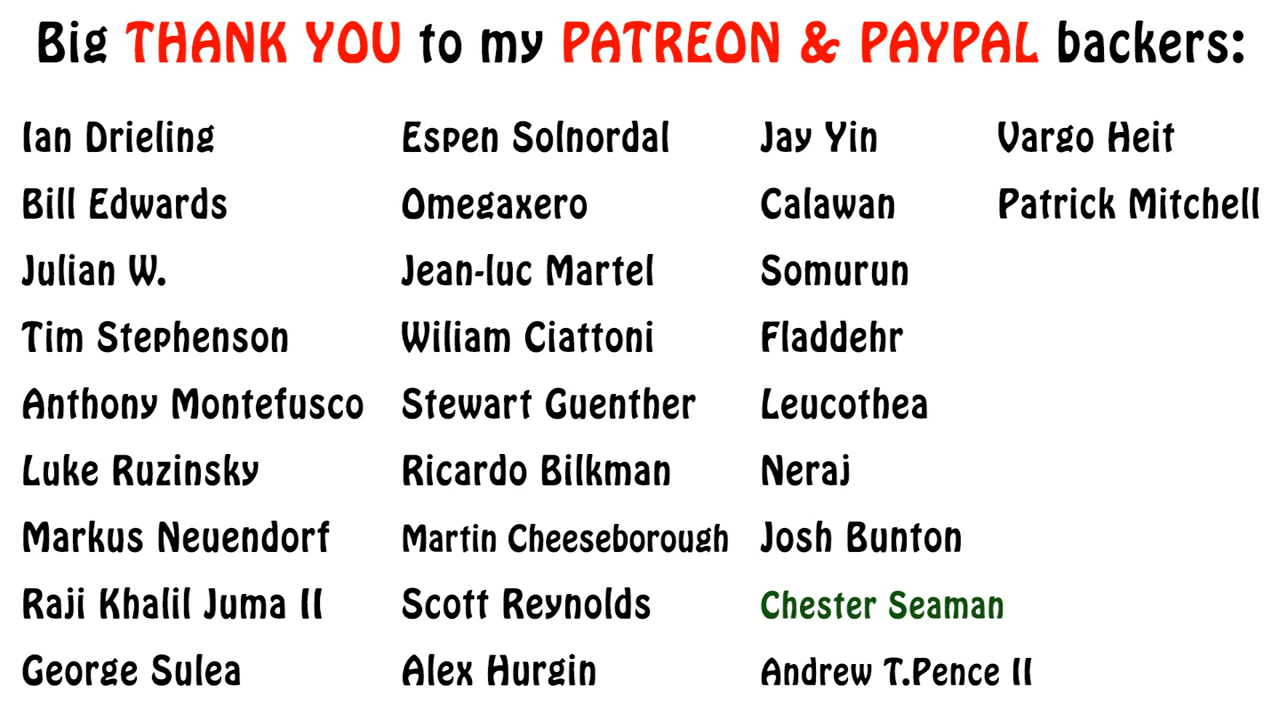 Big THANK YOU to my PATREON & PAYPAL backers:
Ian Drieling
Bill Edwards
Julian W.
Tim Stephenson
Anthony Montefusco
Luke Ruzinsky
Markus Neuendorf
Raji Khalil Juma II
George Sulea
Espen Solnordal
Omegaxero
Jean-luc Martel
Wiliam Ciattoni
Stewart Guenther
Ricardo Bilkman
Martin Cheeseborough
Scott Reynolds
Alex Hurgin
Jay Yin
Calawan
Somurun
Fladdehr
Leucothea
Neraj
Josh Bunton
Chester Seaman
Andrew T.Pence II
Vargo Heit
Patrick Mitchell